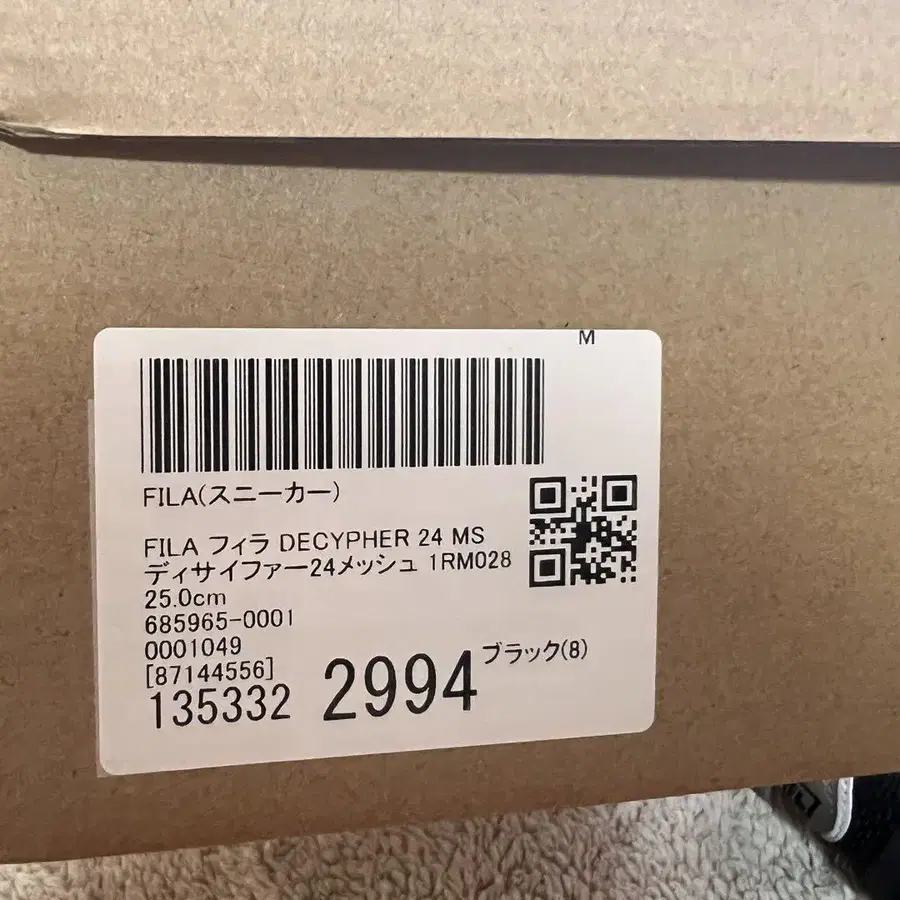 M
FILA(スニーカー)
FILA フィラ DECYPHER 24 MS
ディサイファー24メッシュ 1RM028
25.0cm
685965-0001
0001049
[87144556]
135332 2994 ブラック(8)